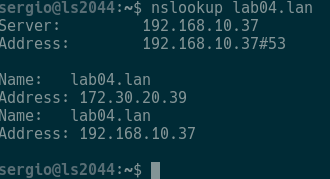 sergio@ls2044:~$ nslookup lab04.lan
Server: 192.168.10.37
Address: 192.168.10.37#53
Name: lab04.lan
Address: 172.30.20.39
Name: lab04.lan
Address: 192.168.10.37
sergio@ls2044:~$